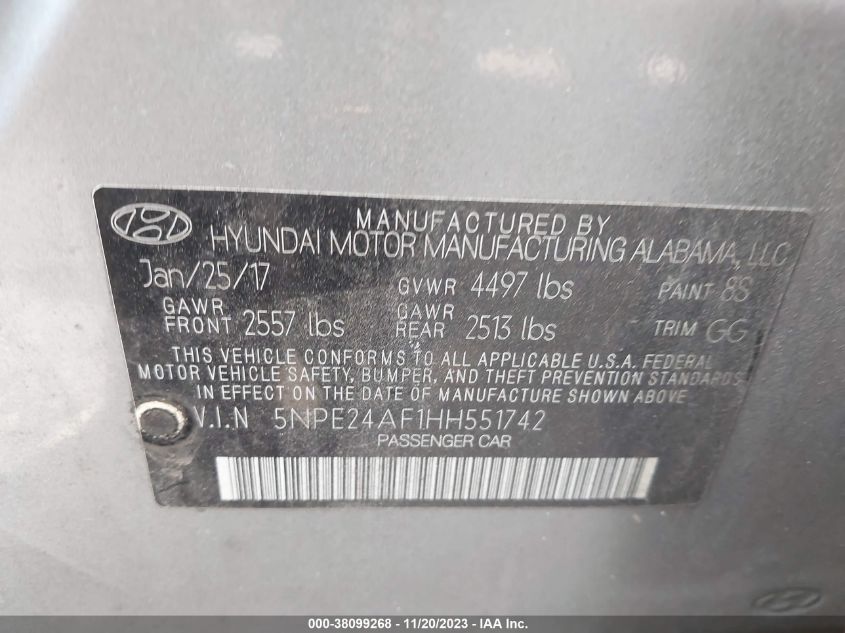 MANUFACTURED BY
HYUNDAI MOTOR MANUFACTURING ALABAMA, LLC
Jan/25/17 GVWR 4497 lbs PAINT 8S
GAWR FRONT 2557 lbs GAWR REAR 2513 lbs TRIM GG
THIS VEHICLE CONFORMS TO ALL APPLICABLE U.S.A. FEDERAL
MOTOR VEHICLE SAFETY, BUMPER, AND THEFT PREVENTION STANDARDS
IN EFFECT ON THE DATE OF MANUFACTURE SHOWN ABOVE
V.I.N 5NPE24AF1HH551742
PASSENGER CAR
000-38099268 - 11/20/2023 - IAA Inc.